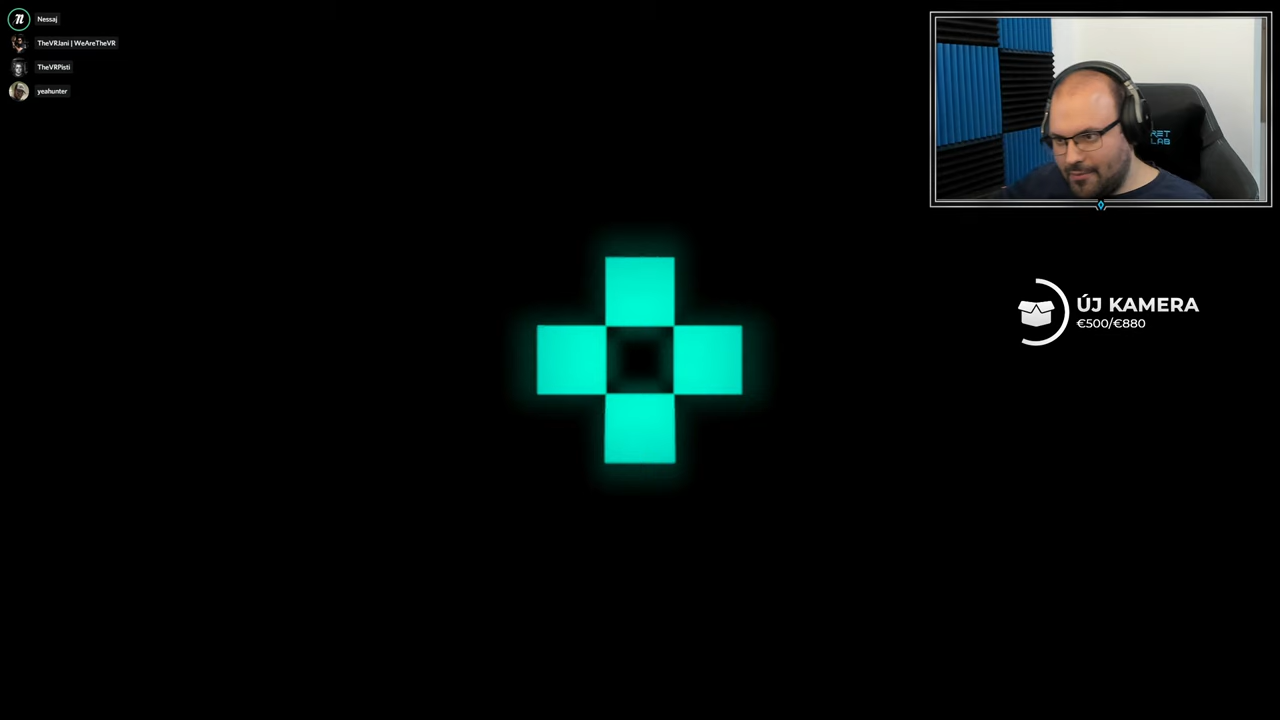 Nessaj
TheVRJani | WeAreTheVR
TheVRPisti
yeahunter
ÚJ KAMERA
€500/€880